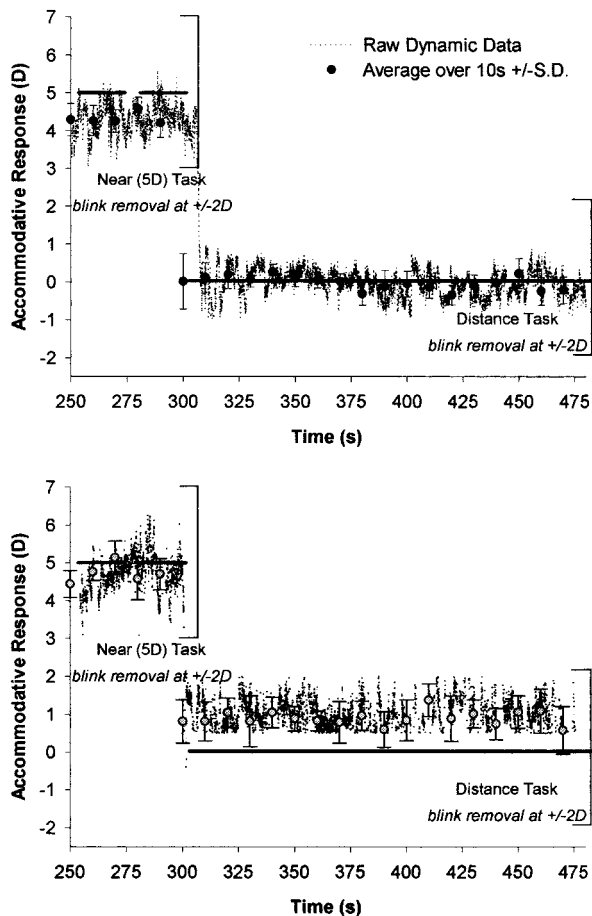 7
6
5
4
3
2
1
0
-1
-2
Accommodative Response (D)
Raw Dynamic Data
Average over 10s +/-S.D.
Near (5D) Task
blink removal at +/-2D
Distance Task
blink removal at +/-2D
250 275 300 325 350 375 400 425 450 475
Time (s)
7
6
5
4
3
2
1
0
-1
-2
Accommodative Response (D)
Near (5D) Task
blink removal at +/-2D
Distance Task
blink removal at +/-2D
250 275 300 325 350 375 400 425 450 475
Time (s)